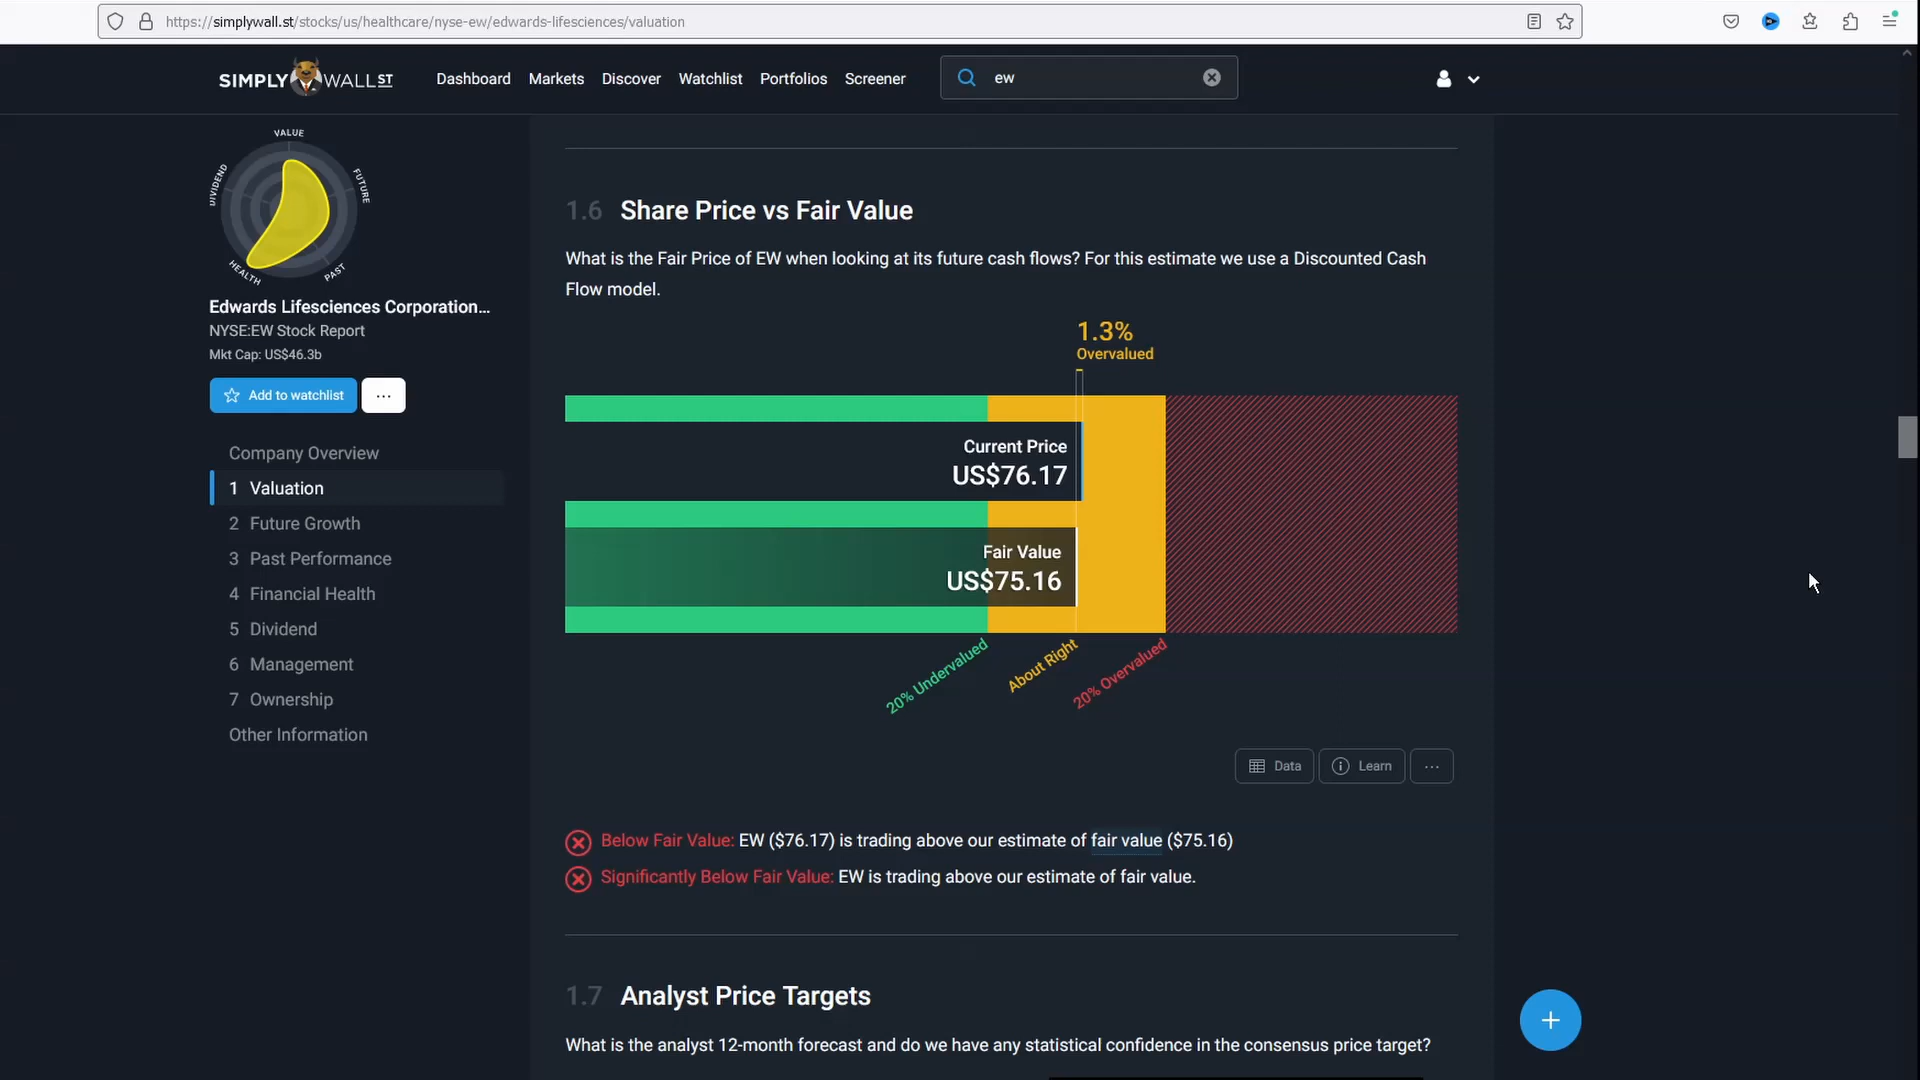 https://simplywall.st/stocks/us/healthcare/nyse-ew/edwards-lifesciences/valuation
SIMPLY WALLST
Dashboard
Markets
Discover
Watchlist
Portfolios
Screener
ew
VALUE
FUTURE
PAST
HEALTH
DIVIDEND
Edwards Lifesciences Corporation...
NYSE:EW Stock Report
Mkt Cap: US$46.3b
Add to watchlist
...
Company Overview
1 Valuation
2 Future Growth
3 Past Performance
4 Financial Health
5 Dividend
6 Management
7 Ownership
Other Information
1.6 Share Price vs Fair Value
What is the Fair Price of EW when looking at its future cash flows? For this estimate we use a Discounted Cash
Flow model.
1.3%
Overvalued
Current Price
US$76.17
Fair Value
US$75.16
20% Undervalued
About Right
20% Overvalued
Data
Learn
...
Below Fair Value: EW ($76.17) is trading above our estimate of fair value ($75.16)
Significantly Below Fair Value: EW is trading above our estimate of fair value.
1.7 Analyst Price Targets
What is the analyst 12-month forecast and do we have any statistical confidence in the consensus price target?